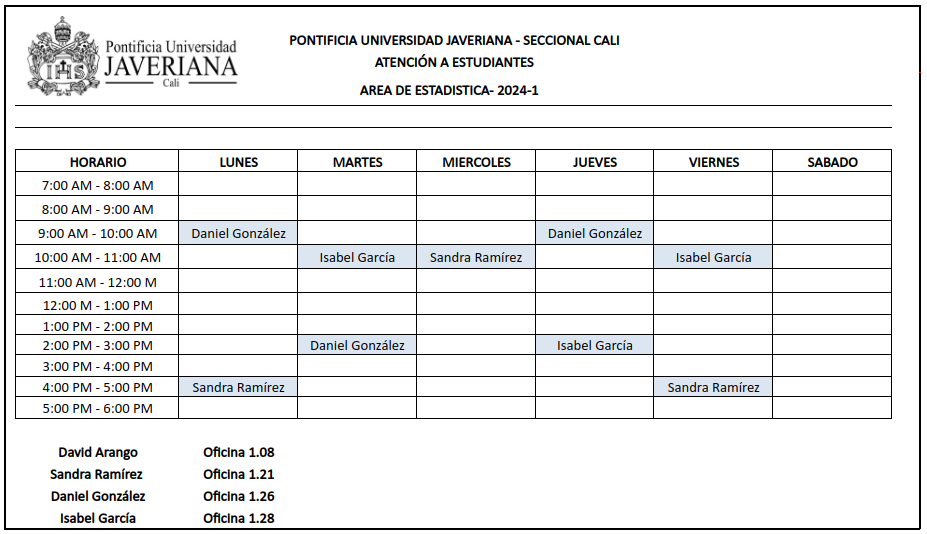 Pontificia Universidad
JAVERIANA
Cali
PONTIFICIA UNIVERSIDAD JAVERIANA - SECCIONAL CALI
ATENCIÓN A ESTUDIANTES
AREA DE ESTADISTICA- 2024-1
HORARIO LUNES MARTES MIERCOLES JUEVES VIERNES SABADO
7:00 AM - 8:00 AM
8:00 AM - 9:00 AM
9:00 AM - 10:00 AM Daniel González Daniel González
10:00 AM - 11:00 AM Isabel García Sandra Ramírez Isabel García
11:00 AM - 12:00 M
12:00 M - 1:00 PM
1:00 PM - 2:00 PM
2:00 PM - 3:00 PM Daniel González Isabel García
3:00 PM - 4:00 PM
4:00 PM - 5:00 PM Sandra Ramírez Sandra Ramírez
5:00 PM - 6:00 PM
David Arango Oficina 1.08
Sandra Ramírez Oficina 1.21
Daniel González Oficina 1.26
Isabel García Oficina 1.28